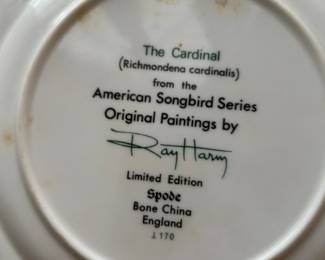 The Cardinal
(Richmondena cardinalis)
from the
American Songbird Series
Original Paintings by
Ray Harm
Limited Edition
Spode
Bone China
England
J 170